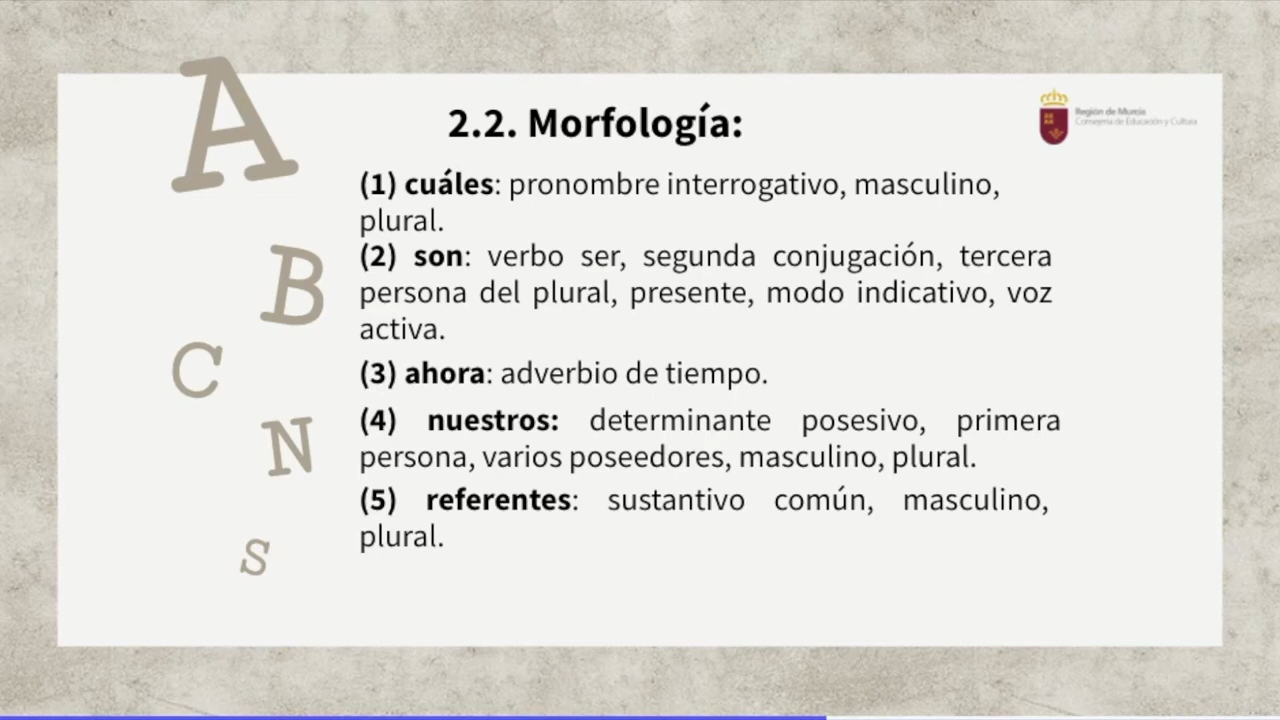 A
2.2. Morfología:
Región de Murcia
Consejería de Educación y Cultura
(1) cuáles: pronombre interrogativo, masculino,
plural.
B
(2) son: verbo ser, segunda conjugación, tercera
persona del plural, presente, modo indicativo, voz
activa.
C
(3) ahora: adverbio de tiempo.
N
(4) nuestros: determinante posesivo, primera
persona, varios poseedores, masculino, plural.
(5) referentes: sustantivo común, masculino,
plural.
S